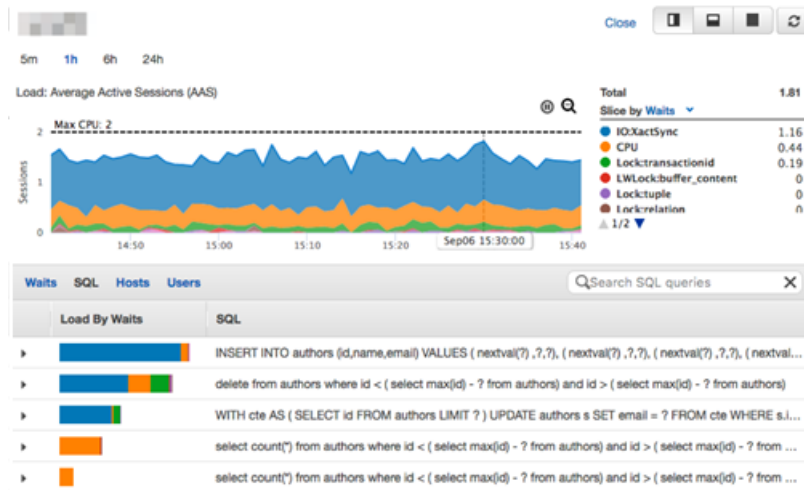 Close
5m 1h 6h 24h
Load: Average Active Sessions (AAS)
Max CPU: 2
2
1
0
Sessions
14:50 15:00 15:10 15:20 Sep06 15:30:00 15:40
Total 1.81
Slice by Waits
IO:XactSync 1.16
CPU 0.44
Lock:transactionid 0.19
LWLock:buffer_content 0
Lock:tuple 0
Lock:relation 0
1/2
Waits SQL Hosts Users
Search SQL queries
Load By Waits SQL
INSERT INTO authors (id,name,email) VALUES ( nextval(?) ,?,?), ( nextval(?) ,?,?), ( nextval(?) ,?,?), ( nextval...
delete from authors where id < ( select max(id) - ? from authors) and id > ( select max(id) - ? from authors)
WITH cte AS ( SELECT id FROM authors LIMIT ? ) UPDATE authors s SET email = ? FROM cte WHERE s.i...
select count(*) from authors where id < ( select max(id) - ? from authors) and id > ( select max(id) - ? from ...
select count(*) from authors where id < ( select max(id) - ? from authors) and id > ( select max(id) - ? from ...